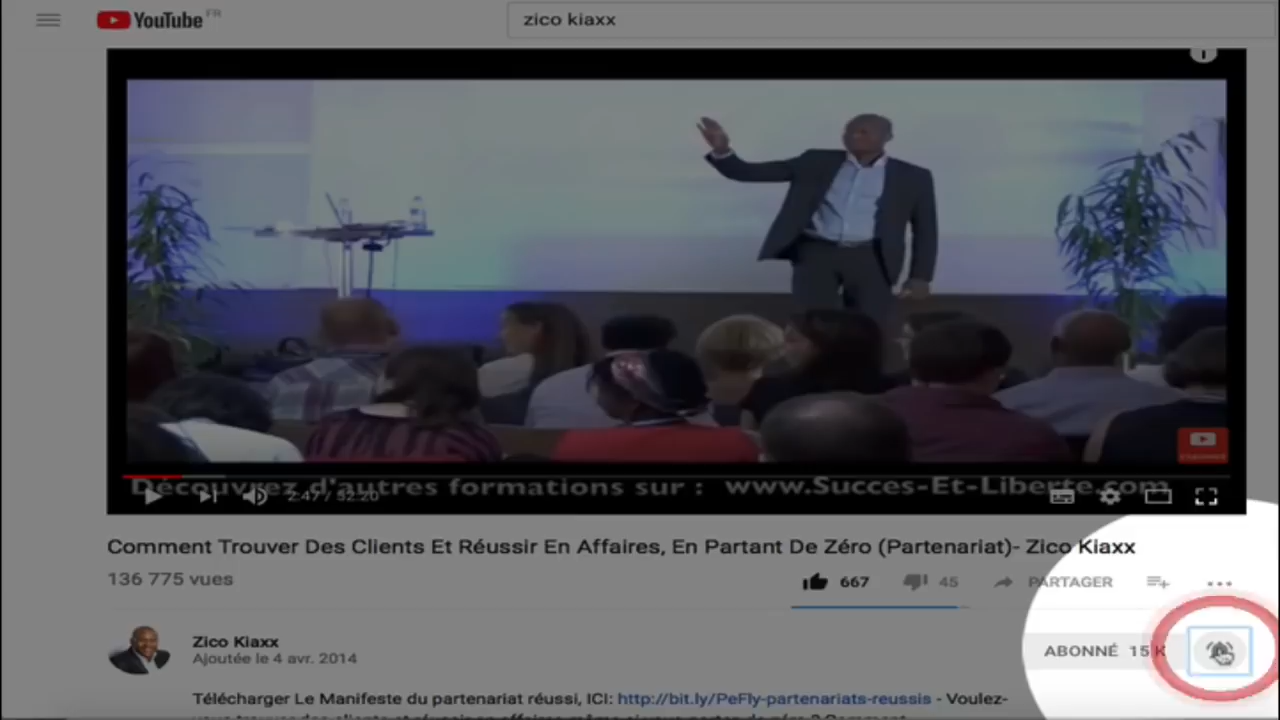 YouTube FR
zico kiaxx
Découvrez d'autres formations sur : www.Succes-Et-Liberte.com
2:47 / 52:20
Comment Trouver Des Clients Et Réussir En Affaires, En Partant De Zéro (Partenariat)- Zico Kiaxx
136 775 vues
667
45
PARTAGER
Zico Kiaxx
Ajoutée le 4 avr. 2014
ABONNÉ 15 K
Télécharger Le Manifeste du partenariat réussi, ICI: http://bit.ly/PeFly-partenariats-reussis - Voulez-